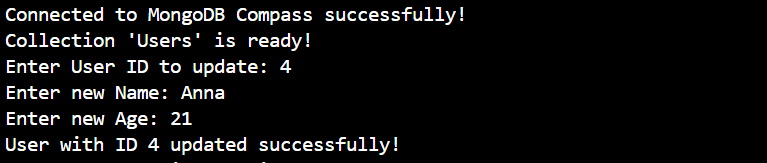 Connected to MongoDB Compass successfully!
Collection 'Users' is ready!
Enter User ID to update: 4
Enter new Name: Anna
Enter new Age: 21
User with ID 4 updated successfully!